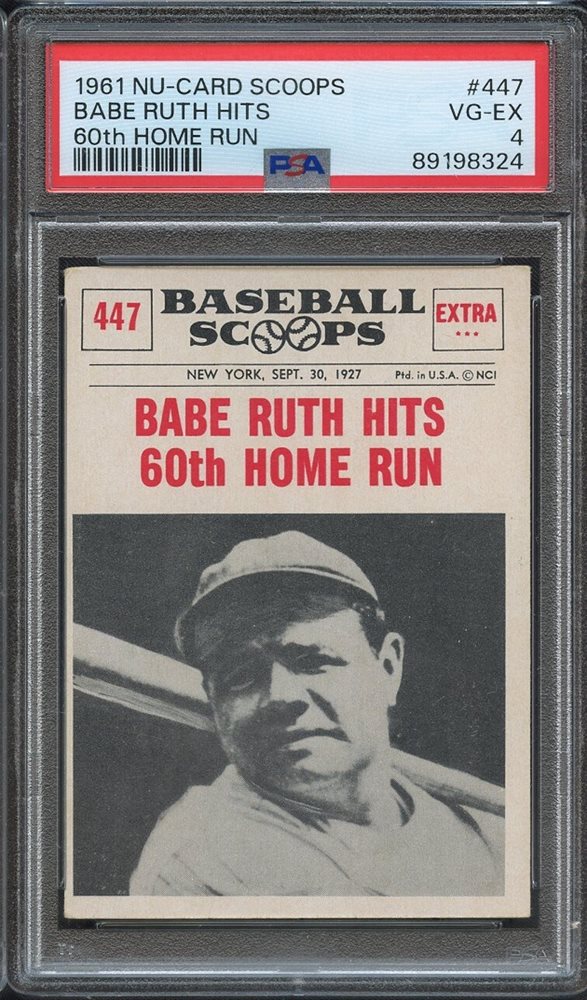 1961 NU-CARD SCOOPS #447
BABE RUTH HITS VG-EX
60th HOME RUN 4
PSA 89198324
447 BASEBALL EXTRA
SCOOPS ***
NEW YORK, SEPT. 30, 1927 Ptd. in U.S.A. © NCI
BABE RUTH HITS
60th HOME RUN
PSA